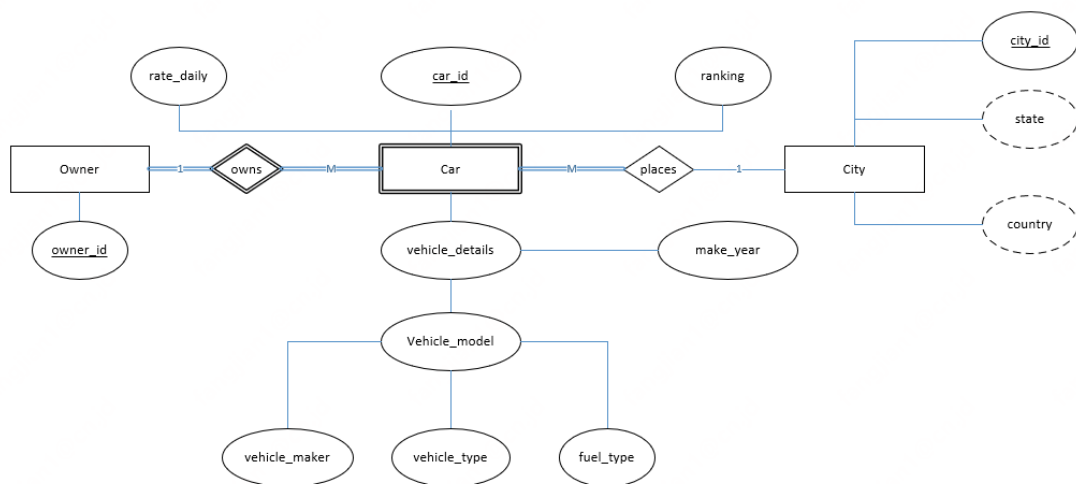 city_id
rate_daily
car_id
ranking
state
Owner
1
owns
M
Car
M
places
1
City
country
owner_id
vehicle_details
make_year
Vehicle_model
vehicle_maker
vehicle_type
fuel_type